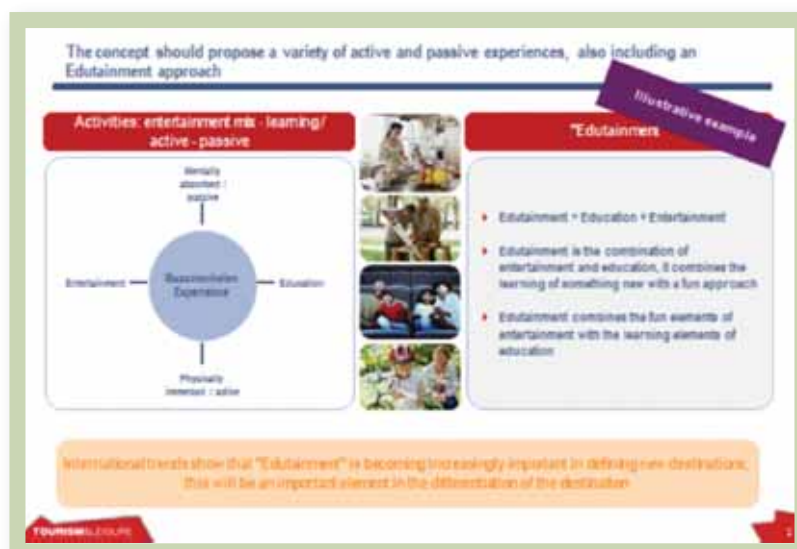 The concept should propose a variety of active and passive experiences, also including an
Edutainment approach
Illustrative example
Activities: entertainment mix - learning/
active - passive
"Edutainment
Mentally
absorbed /
passive
Entertainment
Experience
Education
Physically
immersed / active
Edutainment = Education + Entertainment
Edutainment is the combination of
entertainment and education, it combines the
learning of something new with a fun approach
Edutainment combines the fun elements of
entertainment with the learning elements of
education
International trends show that "Edutainment" is becoming increasingly important in defining new destinations,
this will be an important element in the differentiation of the destination
TOURISM&LEISURE